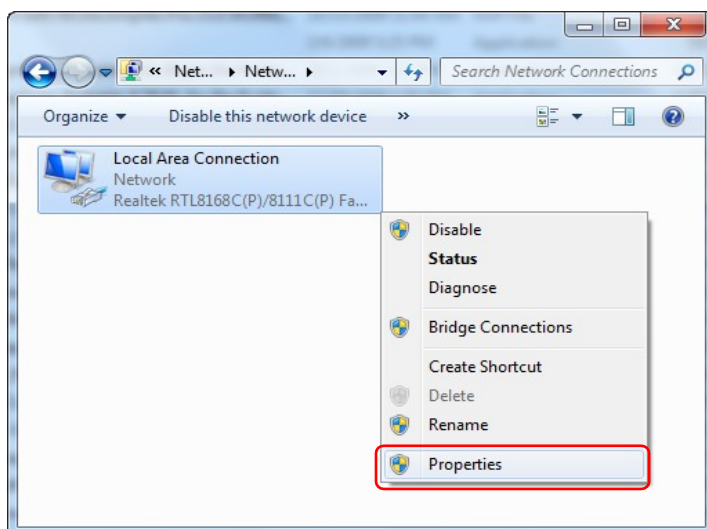 « Net... ▸ Netw... ▸
Search Network Connections
Organize ▾ Disable this network device »
Local Area Connection
Network
Realtek RTL8168C(P)/8111C(P) Fa...
Disable
Status
Diagnose
Bridge Connections
Create Shortcut
Delete
Rename
Properties